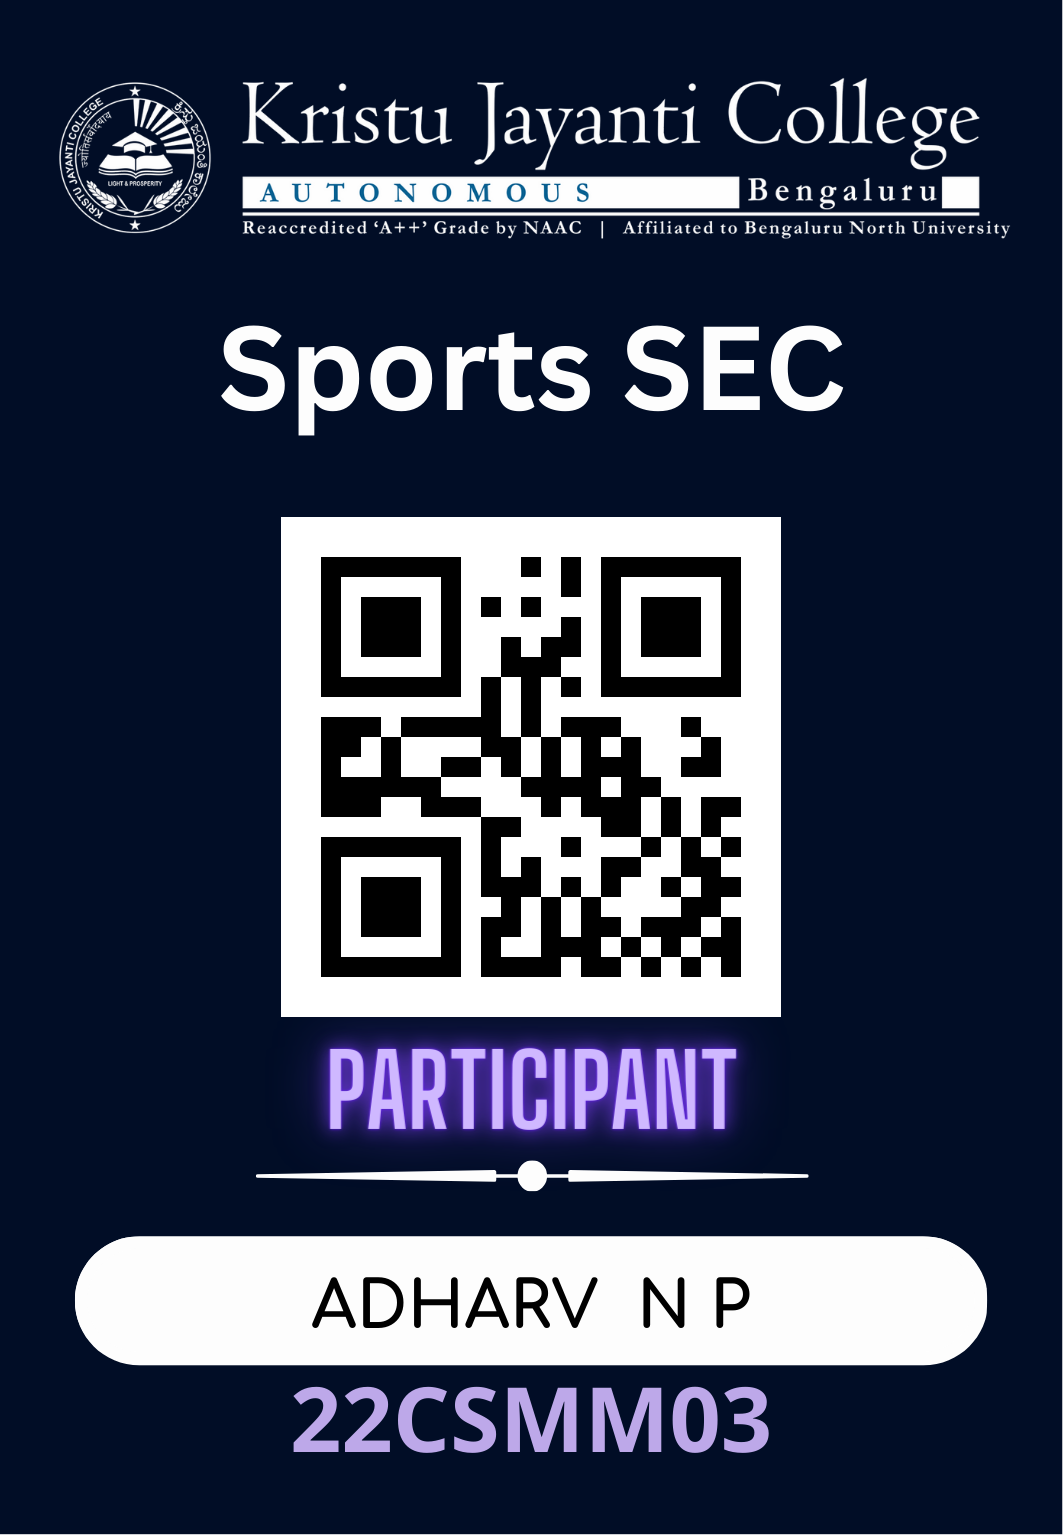 KRISTU JAYANTI COLLEGE
LIGHT & PROSPERITY
Kristu Jayanti College
AUTONOMOUS Bengaluru
Reaccredited ‘A++’ Grade by NAAC | Affiliated to Bengaluru North University
Sports SEC
PARTICIPANT
ADHARV N P
22CSMM03